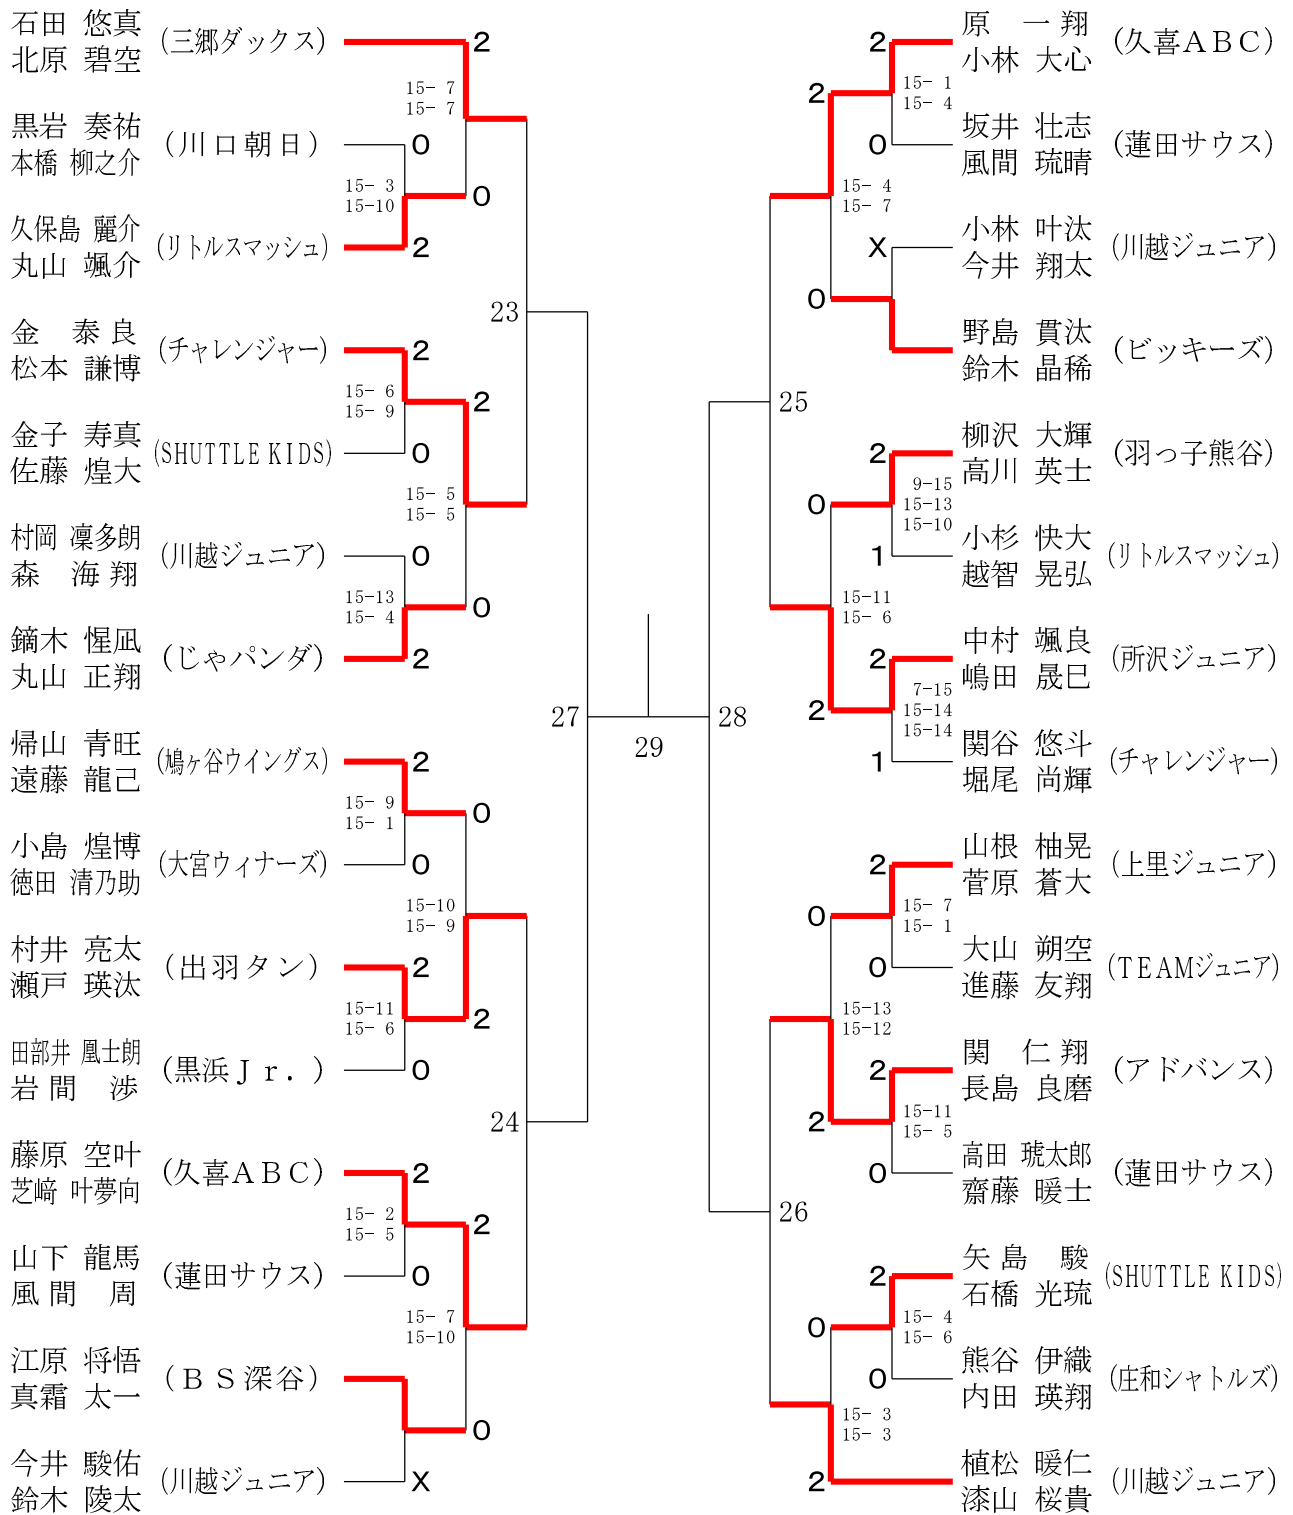 石田 悠真
北原 碧空
(三郷ダックス)
2
15- 7
15- 7
黒岩 奏祐
本橋 柳之介
(川口朝日)
0
15- 3
15-10
0
久保島 麗介
丸山 颯介
(リトルスマッシュ)
2
23
金 泰良
松本 謙博
(チャレンジャー)
2
15- 6
15- 9
2
金子 寿真
佐藤 煌大
(SHUTTLE KIDS)
0
15- 5
15- 5
村岡 凜多朗
森 海翔
(川越ジュニア)
0
15-13
15- 4
0
鏑木 惺凪
丸山 正翔
(じゃパンダ)
2
27
帰山 青旺
遠藤 龍己
(鳩ヶ谷ウイングス)
2
15- 9
15- 1
0
小島 煌博
徳田 清乃助
(大宮ウィナーズ)
0
15-10
15- 9
村井 亮太
瀬戸 瑛汰
(出羽タン)
2
15-11
15- 6
2
田部井 凰士朗
岩間 渉
(黒浜Jr.)
0
24
藤原 空叶
芝﨑 叶夢向
(久喜ABC)
2
15- 2
15- 5
2
山下 龍馬
風間 周
(蓮田サウス)
0
15- 7
15-10
江原 将悟
真霜 太一
(BS深谷)
0
今井 駿佑
鈴木 陵太
(川越ジュニア)
X
29
原 一翔
小林 大心
(久喜ABC)
2
15- 1
15- 4
2
坂井 壮志
風間 琉晴
(蓮田サウス)
0
15- 4
15- 7
小林 叶汰
今井 翔太
(川越ジュニア)
X
0
野島 貫汰
鈴木 晶稀
(ビッキーズ)
25
柳沢 大輝
高川 英士
(羽っ子熊谷)
2
9-15
15-13
15-10
0
小杉 快大
越智 晃弘
(リトルスマッシュ)
1
15-11
15- 6
中村 颯良
嶋田 晟巳
(所沢ジュニア)
2
7-15
15-14
15-14
2
28
関谷 悠斗
堀尾 尚輝
(チャレンジャー)
1
山根 柚晃
菅原 蒼大
(上里ジュニア)
2
15- 7
15- 1
0
大山 朔空
進藤 友翔
(TEAMジュニア)
0
15-13
15-12
関 仁翔
長島 良磨
(アドバンス)
2
15-11
15- 5
2
高田 琥太郎
齋藤 暖士
(蓮田サウス)
0
26
矢島 駿
石橋 光琉
(SHUTTLE KIDS)
2
15- 4
15- 6
0
熊谷 伊織
内田 瑛翔
(庄和シャトルズ)
0
15- 3
15- 3
植松 暖仁
漆山 桜貴
(川越ジュニア)
2